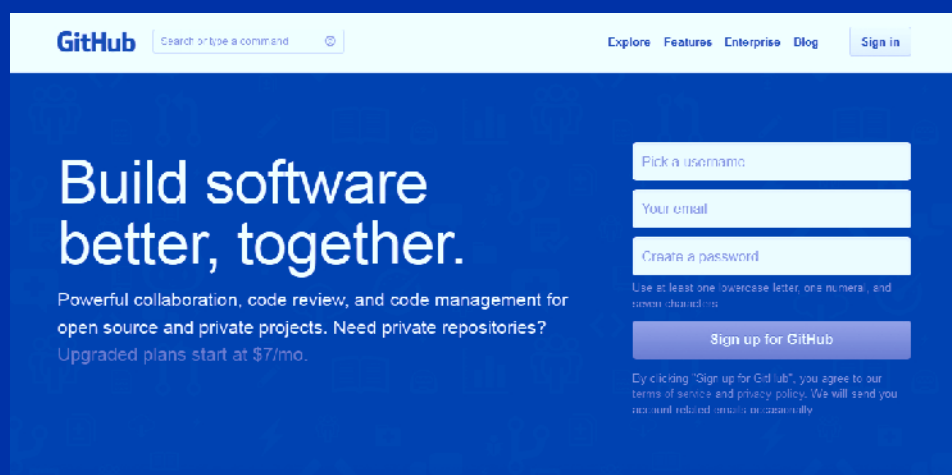 GitHub
Search or type a command
Explore Features Enterprise Blog Sign in
Build software
better, together.
Powerful collaboration, code review, and code management for
open source and private projects. Need private repositories?
Upgraded plans start at $7/mo.
Pick a username
Your email
Create a password
Use at least one lowercase letter, one numeral, and
seven characters.
Sign up for GitHub
By clicking "Sign up for GitHub", you agree to our
terms of service and privacy policy. We will send you
account related emails occasionally.